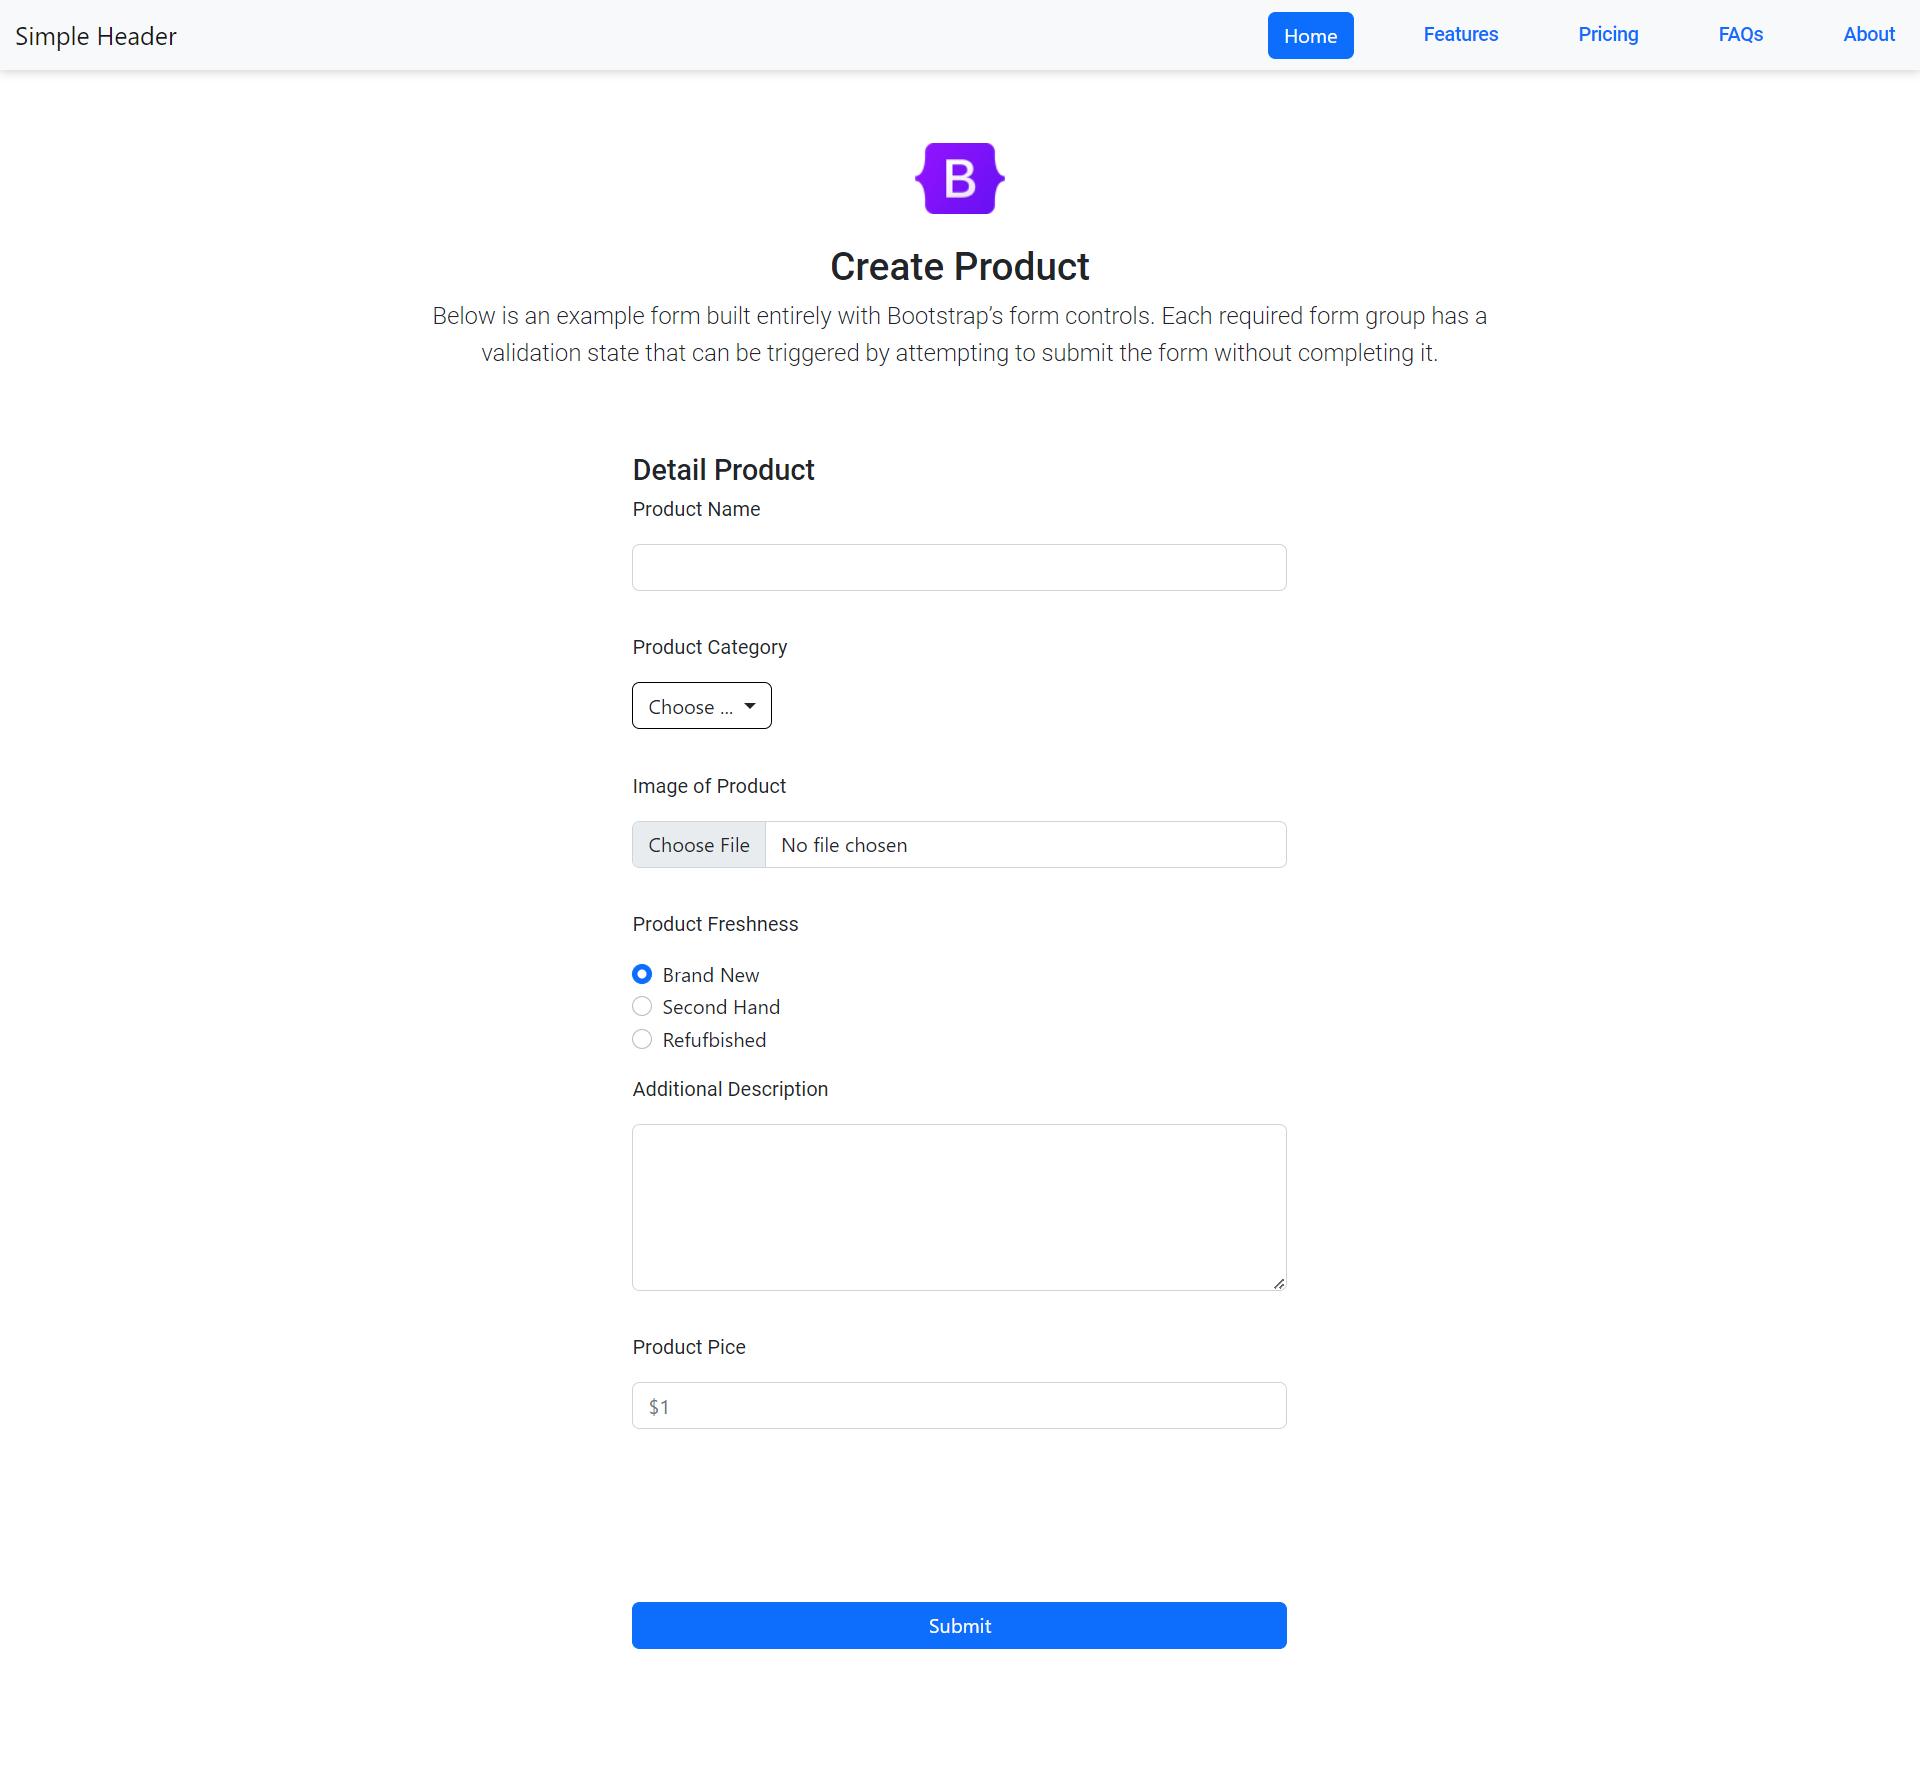 Simple Header
Home
Features
Pricing
FAQs
About
B
Create Product
Below is an example form built entirely with Bootstrap’s form controls. Each required form group has a
validation state that can be triggered by attempting to submit the form without completing it.
Detail Product
Product Name
Product Category
Choose ...
Image of Product
Choose File
No file chosen
Product Freshness
Brand New
Second Hand
Refufbished
Additional Description
Product Pice
$1
Submit